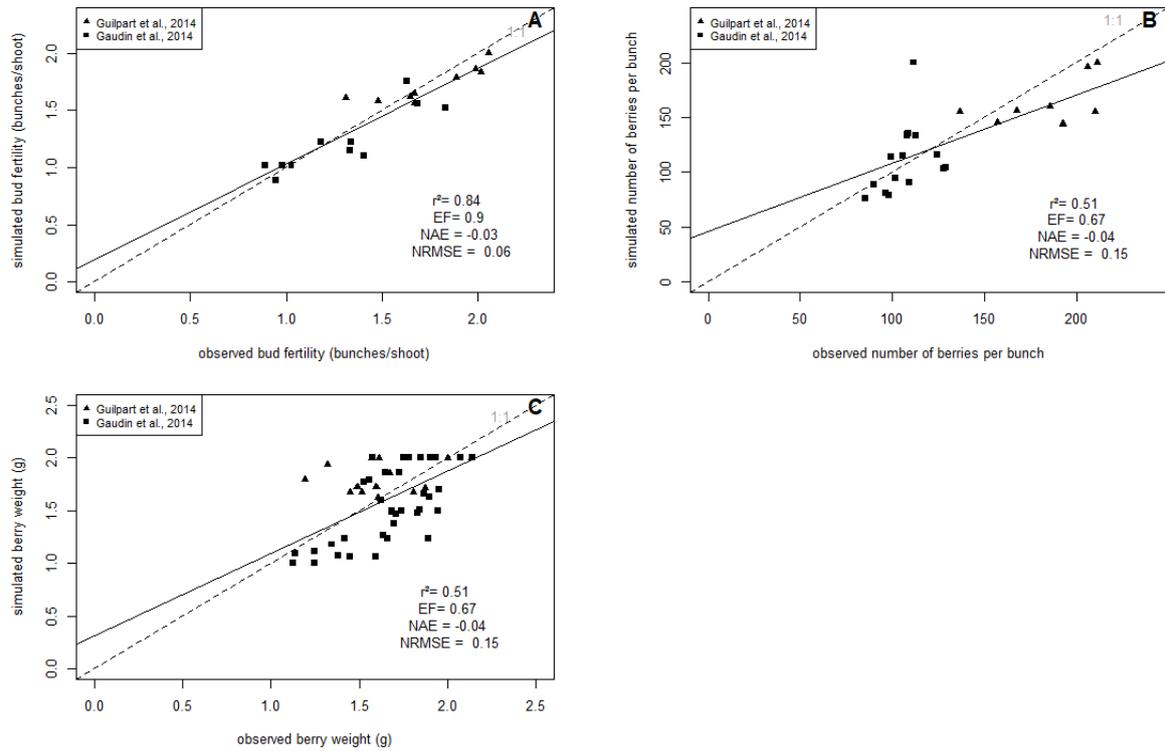 Guilpart et al., 2014
Gaudin et al., 2014
A
1:1
simulated bud fertility (bunches/shoot)
2.0
1.5
1.0
0.5
0.0
r²= 0.84
EF= 0.9
NAE = -0.03
NRMSE = 0.06
0.0 0.5 1.0 1.5 2.0
observed bud fertility (bunches/shoot)
Guilpart et al., 2014
Gaudin et al., 2014
1:1 B
simulated number of berries per bunch
200
150
100
50
0
r²= 0.51
EF= 0.67
NAE = -0.04
NRMSE = 0.15
0 50 100 150 200
observed number of berries per bunch
Guilpart et al., 2014
Gaudin et al., 2014
C
1:1
simulated berry weight (g)
2.5
2.0
1.5
1.0
0.5
0.0
r²= 0.51
EF= 0.67
NAE = -0.04
NRMSE = 0.15
0.0 0.5 1.0 1.5 2.0 2.5
observed berry weight (g)